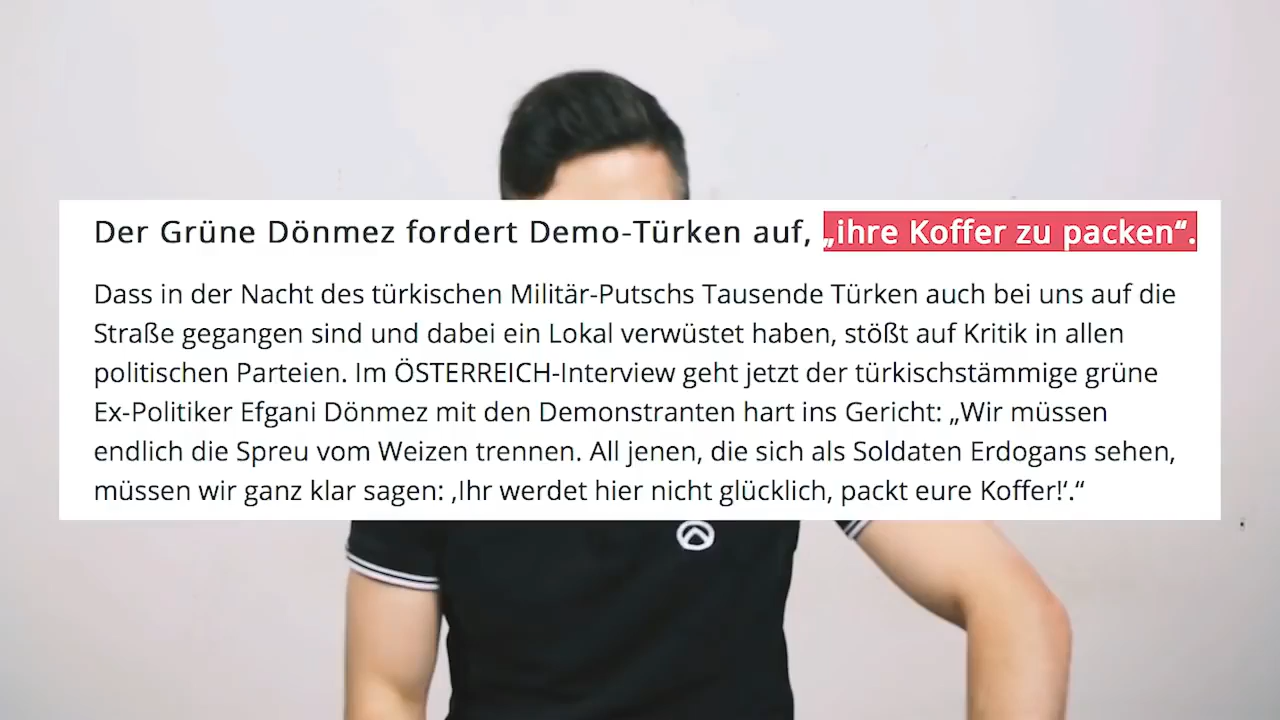 Der Grüne Dönmez fordert Demo-Türken auf, „ihre Koffer zu packen“.
Dass in der Nacht des türkischen Militär-Putschs Tausende Türken auch bei uns auf die
Straße gegangen sind und dabei ein Lokal verwüstet haben, stößt auf Kritik in allen
politischen Parteien. Im ÖSTERREICH-Interview geht jetzt der türkischstämmige grüne
Ex-Politiker Efgani Dönmez mit den Demonstranten hart ins Gericht: „Wir müssen
endlich die Spreu vom Weizen trennen. All jenen, die sich als Soldaten Erdogans sehen,
müssen wir ganz klar sagen: ‚Ihr werdet hier nicht glücklich, packt eure Koffer!‘.“